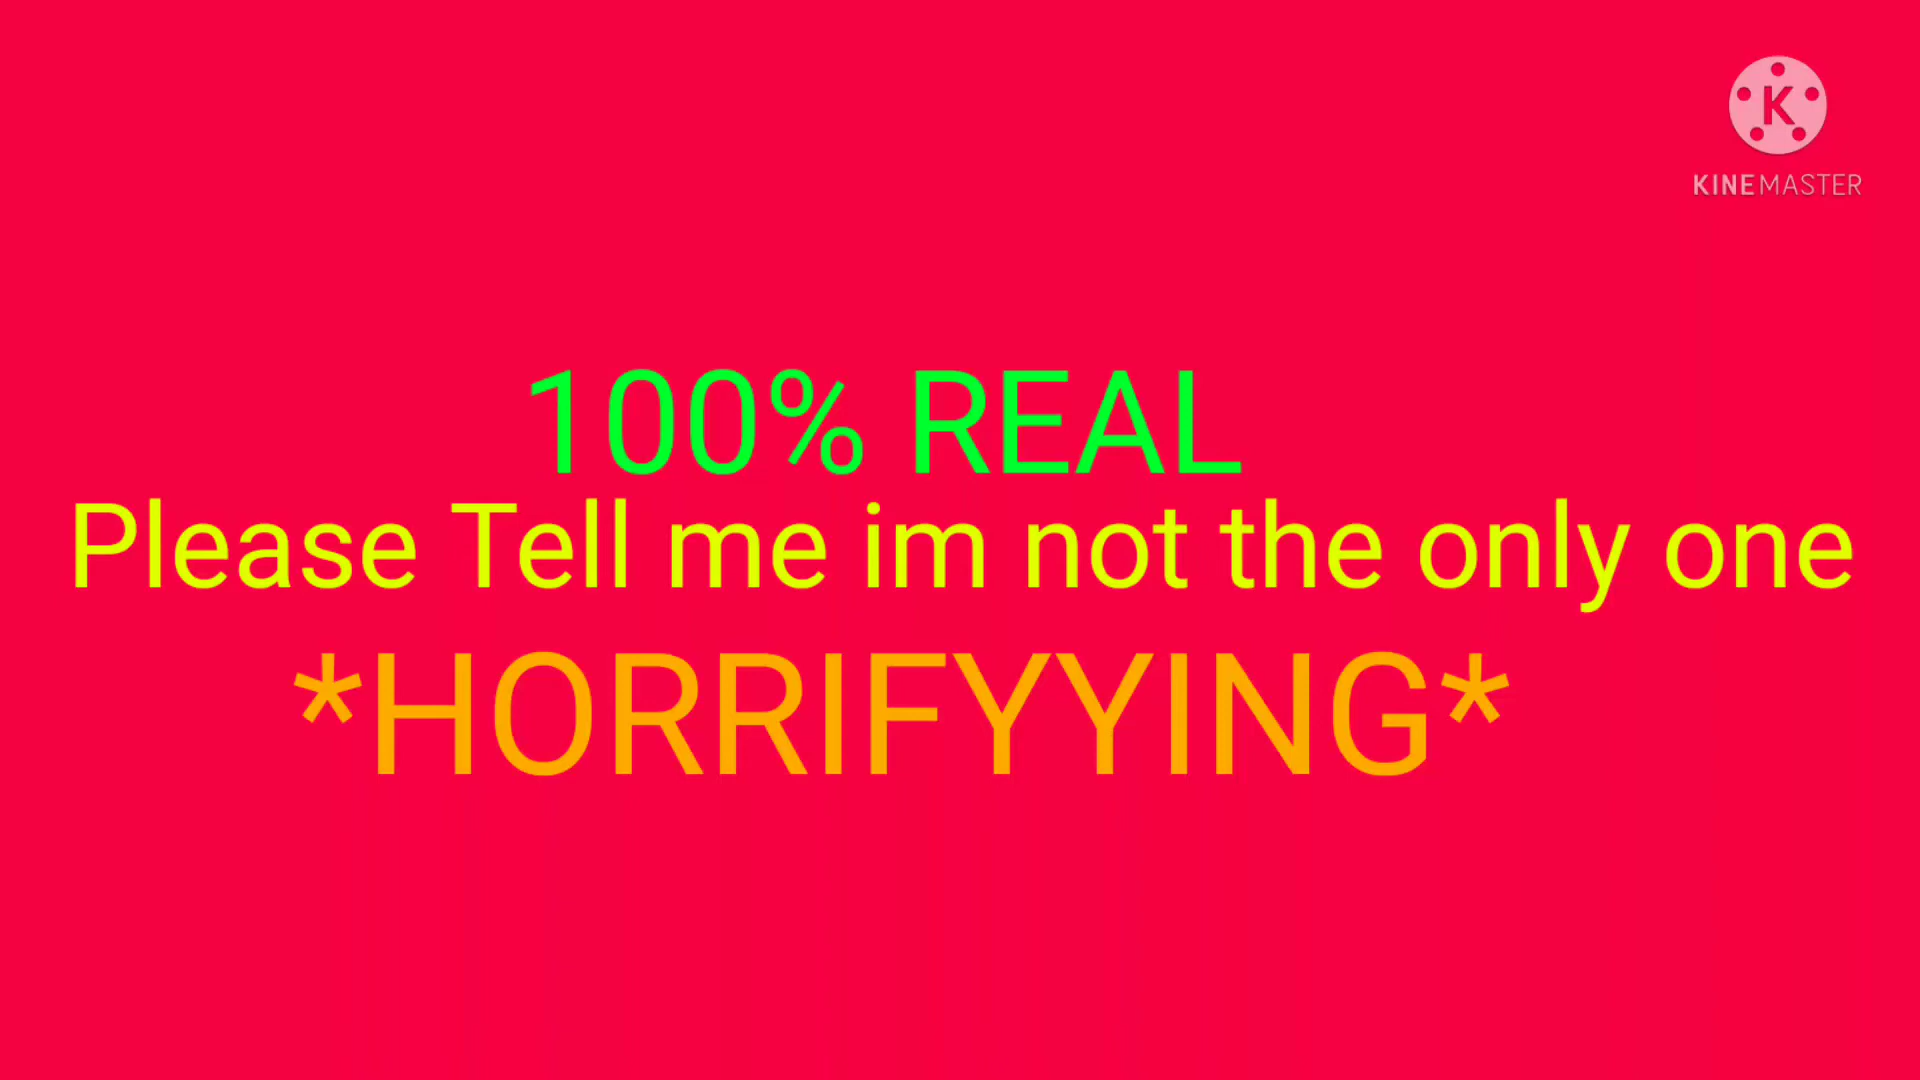 K
KINEMASTER
100% REAL
Please Tell me im not the only one
*HORRIFYYING*